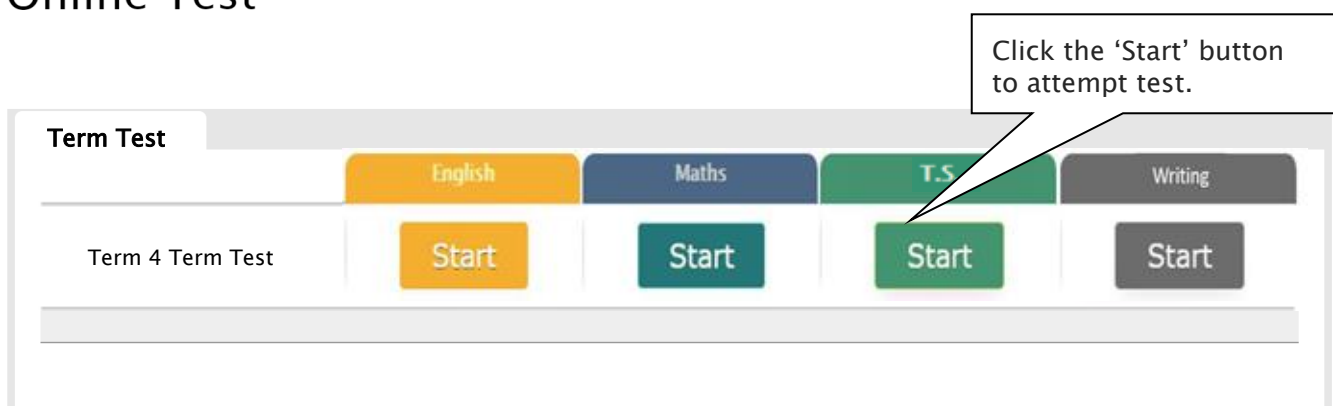 Online Test
Click the ‘Start’ button
to attempt test.
Term Test
English Maths T.S Writing
Term 4 Term Test Start Start Start Start